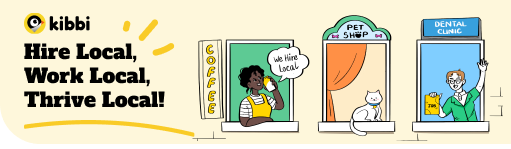 kibbi
Hire Local,
Work Local,
Thrive Local!
COFFEE
We Hire
Local
PET
SHOP
DENTAL
CLINIC